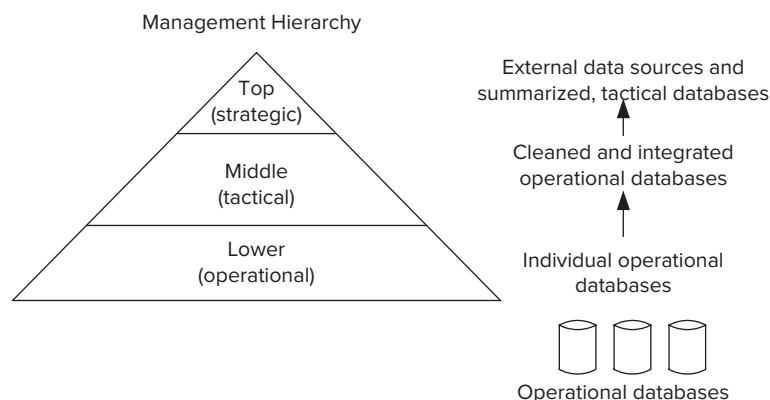 Management Hierarchy
Top
(strategic)
Middle
(tactical)
Lower
(operational)
External data sources and
summarized, tactical databases
Cleaned and integrated
operational databases
Individual operational
databases
Operational databases